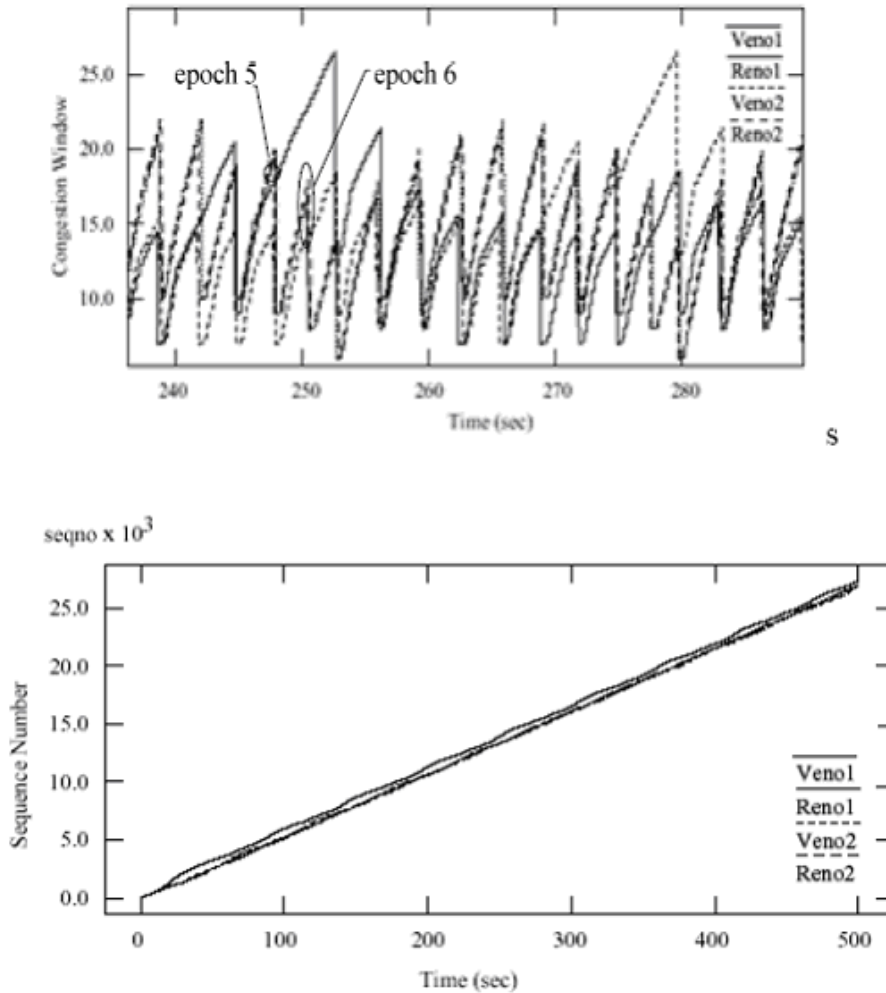 25.0
20.0
15.0
10.0
Congestion Window
epoch 5
epoch 6
Veno1
Reno1
Veno2
Reno2
240
250
260
270
280
Time (sec)
s
seqno x 10³
25.0
20.0
15.0
10.0
5.0
0.0
Sequence Number
Veno1
Reno1
Veno2
Reno2
0
100
200
300
400
500
Time (sec)